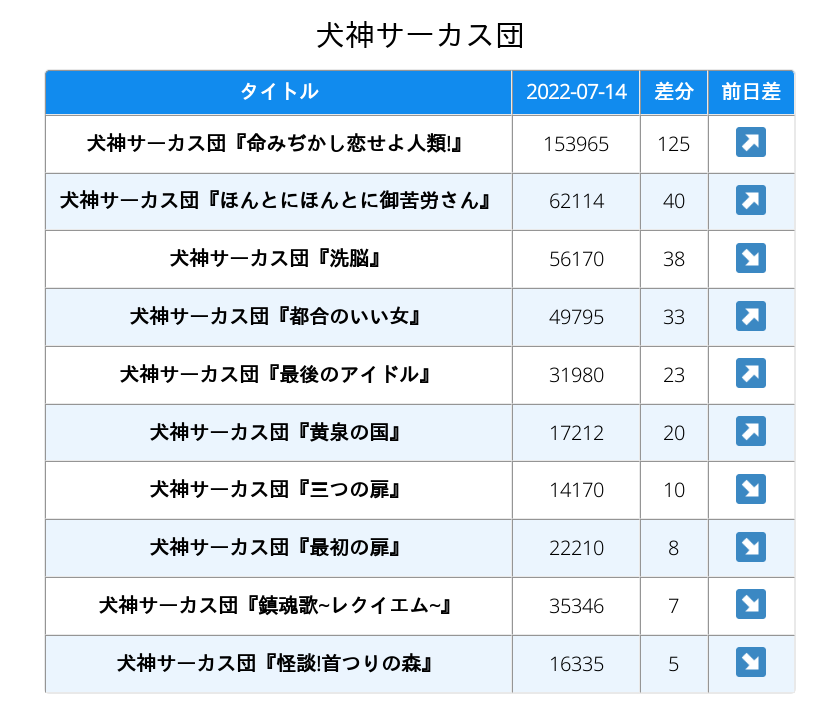 犬神サーカス団
タイトル 2022-07-14 差分 前日差
犬神サーカス団『命みぢかし恋せよ人類!』 153965 125 ↗
犬神サーカス団『ほんとにほんとに御苦労さん』 62114 40 ↗
犬神サーカス団『洗脳』 56170 38 ↘
犬神サーカス団『都合のいい女』 49795 33 ↗
犬神サーカス団『最後のアイドル』 31980 23 ↗
犬神サーカス団『黄泉の国』 17212 20 ↗
犬神サーカス団『三つの扉』 14170 10 ↘
犬神サーカス団『最初の扉』 22210 8 ↘
犬神サーカス団『鎮魂歌~レクイエム~』 35346 7 ↘
犬神サーカス団『怪談!首つりの森』 16335 5 ↘